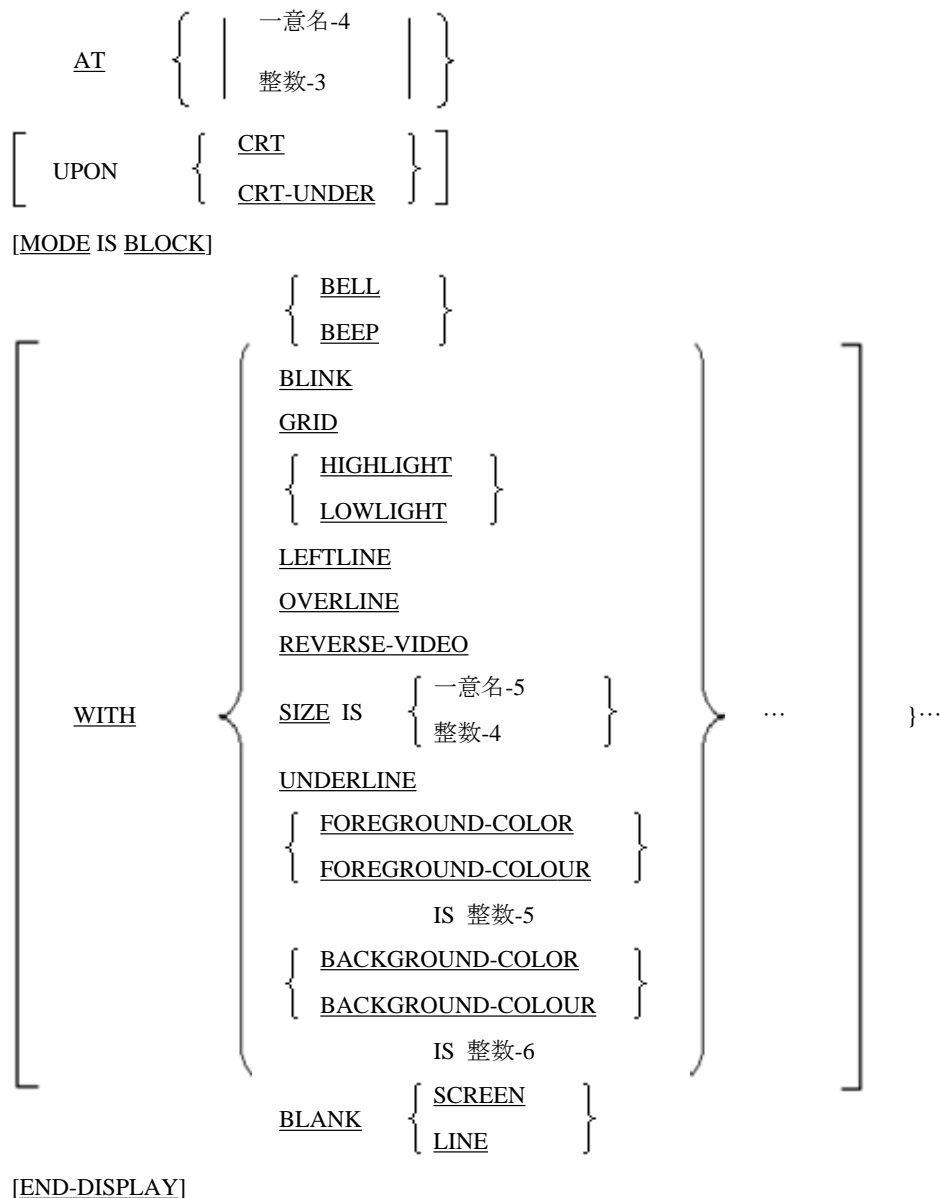 一意名-4
AT
整数-3
CRT
UPON
CRT-UNDER
[MODE IS BLOCK]
BELL
BEEP
BLINK
GRID
HIGHLIGHT
LOWLIGHT
LEFTLINE
OVERLINE
REVERSE-VIDEO
一意名-5
WITH SIZE IS … }…
整数-4
UNDERLINE
FOREGROUND-COLOR
FOREGROUND-COLOUR
IS 整数-5
BACKGROUND-COLOR
BACKGROUND-COLOUR
IS 整数-6
SCREEN
BLANK
LINE
[END-DISPLAY]